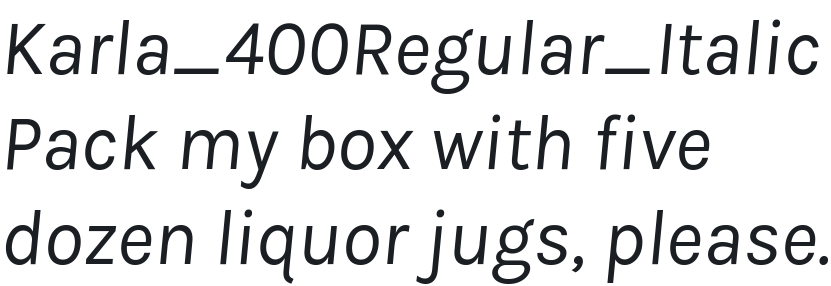 Karla_400Regular_Italic
Pack my box with five
dozen liquor jugs, please.